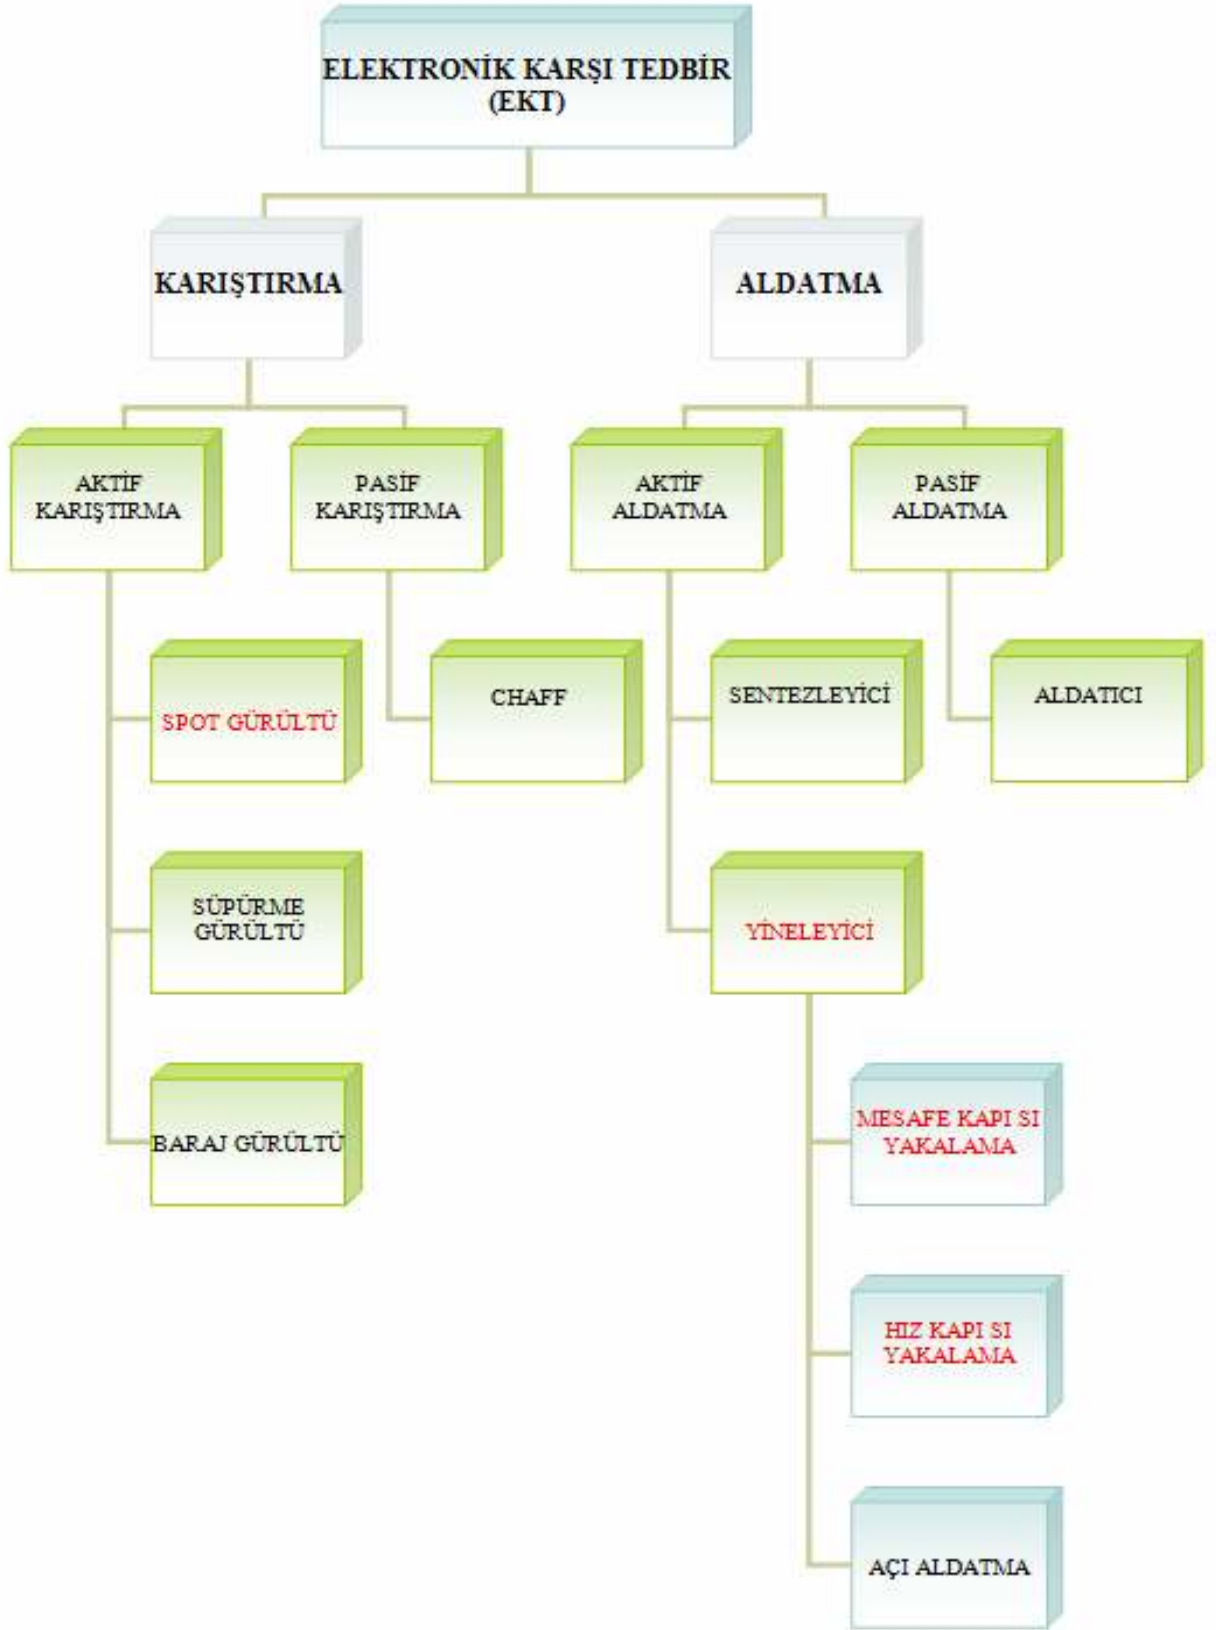 ELEKTRONİK KARŞI TEDBİR
(EKT)
KARIŞTIRMA
ALDATMA
AKTİF
KARIŞTIRMA
PASİF
KARIŞTIRMA
AKTİF
ALDATMA
PASİF
ALDATMA
SPOT GÜRÜLTÜ
CHAFF
SENTEZLEYİCİ
ALDATICI
SÜPÜRME
GÜRÜLTÜ
YİNELEYİCİ
BARAJ GÜRÜLTÜ
MESAFE KAPI SI
YAKALAMA
HIZ KAPI SI
YAKALAMA
AÇI ALDATMA